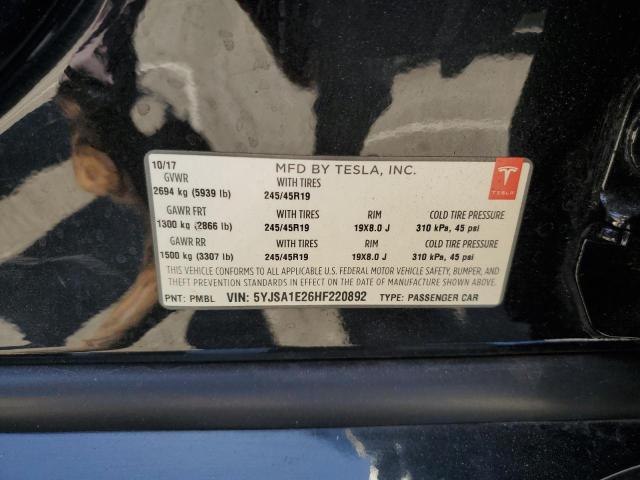 10/17 MFD BY TESLA, INC.
GVWR WITH TIRES
2694 kg (5939 lb) 245/45R19
TESLA
GAWR FRT WITH TIRES RIM COLD TIRE PRESSURE
1300 kg (2866 lb) 245/45R19 19X8.0 J 310 kPa, 45 psi
GAWR RR WITH TIRES RIM COLD TIRE PRESSURE
1500 kg (3307 lb) 245/45R19 19X8.0 J 310 kPa, 45 psi
THIS VEHICLE CONFORMS TO ALL APPLICABLE U.S. FEDERAL MOTOR VEHICLE SAFETY, BUMPER, AND
THEFT PREVENTION STANDARDS IN EFFECT ON THE DATE OF MANUFACTURE SHOWN ABOVE.
PNT: PMBL VIN: 5YJSA1E26HF220892 TYPE: PASSENGER CAR